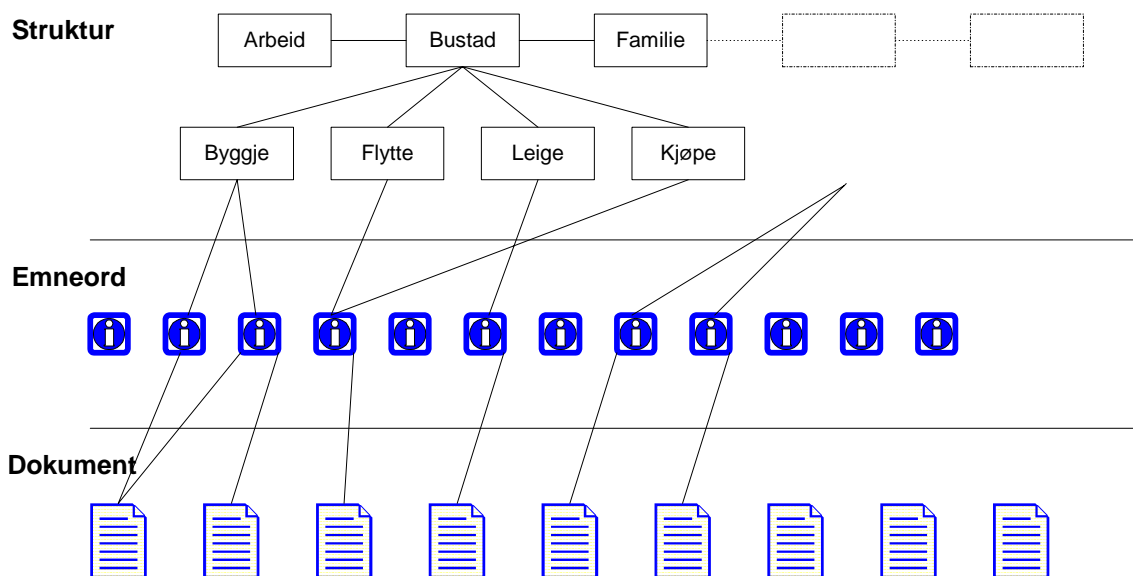 Struktur
Arbeid
Bustad
Familie
Byggje
Flytte
Leige
Kjøpe
Emneord
Dokument